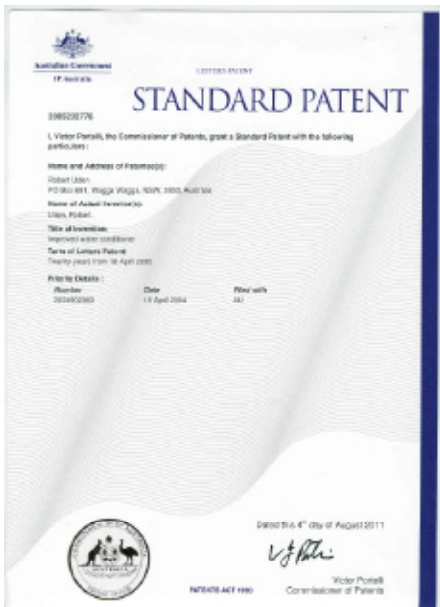 Australian Government
IP Australia
LETTERS PATENT
STANDARD PATENT
I, Victor Portelli, the Commissioner of Patents, grant a Standard Patent with the following
particulars:
Name and Address of Patentee(s):
Robert Uden
PO Box 681, Wagga Wagga, NSW, 2650, Australia
Name of Actual Inventor(s):
Uden, Robert
Title of Invention:
Improved water conditioner
Term of Letters Patent:
Twenty years from 18 April 2005
Priority Details :
Number Date Filed with
April 2004 AU
AUSTRALIA
Dated this 4th day of August 2011
Victor Portelli
Commissioner of Patents
PATENTS ACT 1990